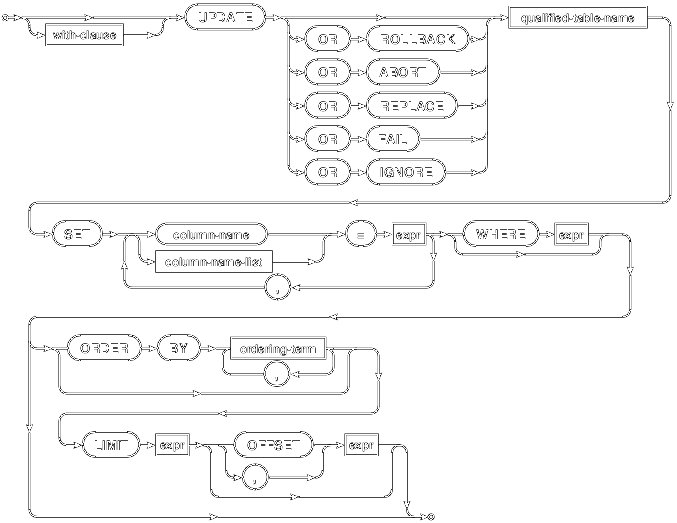 UPDATE qualified-table-name
with-clause
OR ROLLBACK
OR ABORT
OR REPLACE
OR FAIL
OR IGNORE
SET column-name = expr WHERE expr
column-name-list
,
ORDER BY ordering-term
,
LIMIT expr OFFSET expr
,